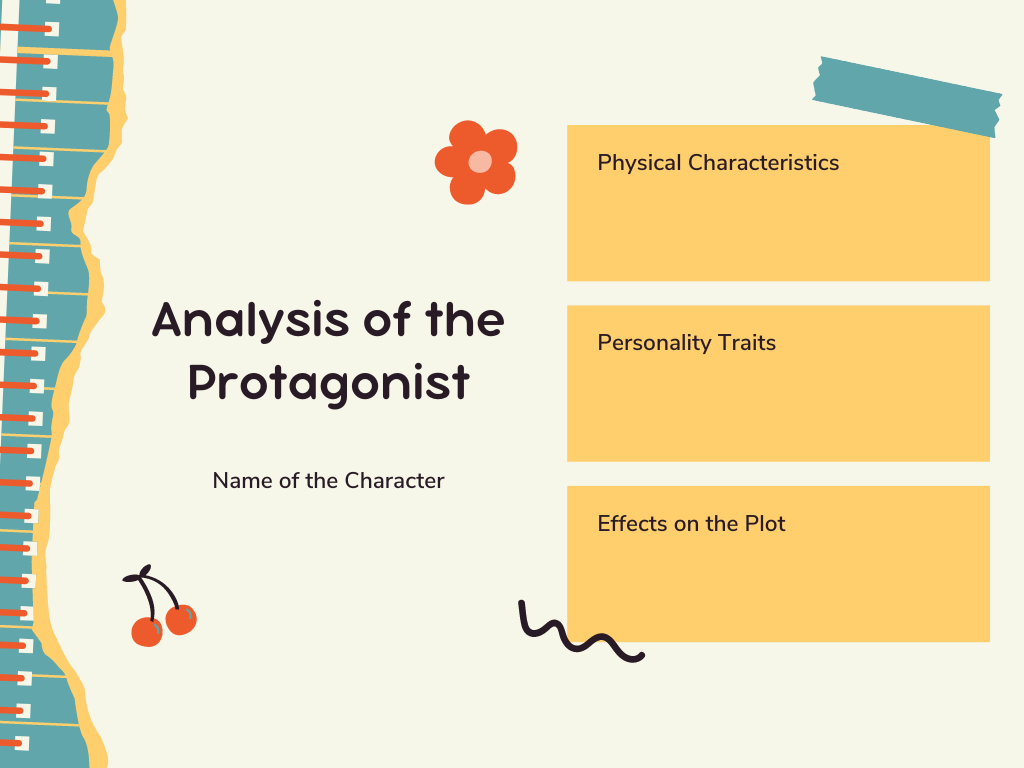 Analysis of the
Protagonist
Name of the Character
Physical Characteristics
Personality Traits
Effects on the Plot